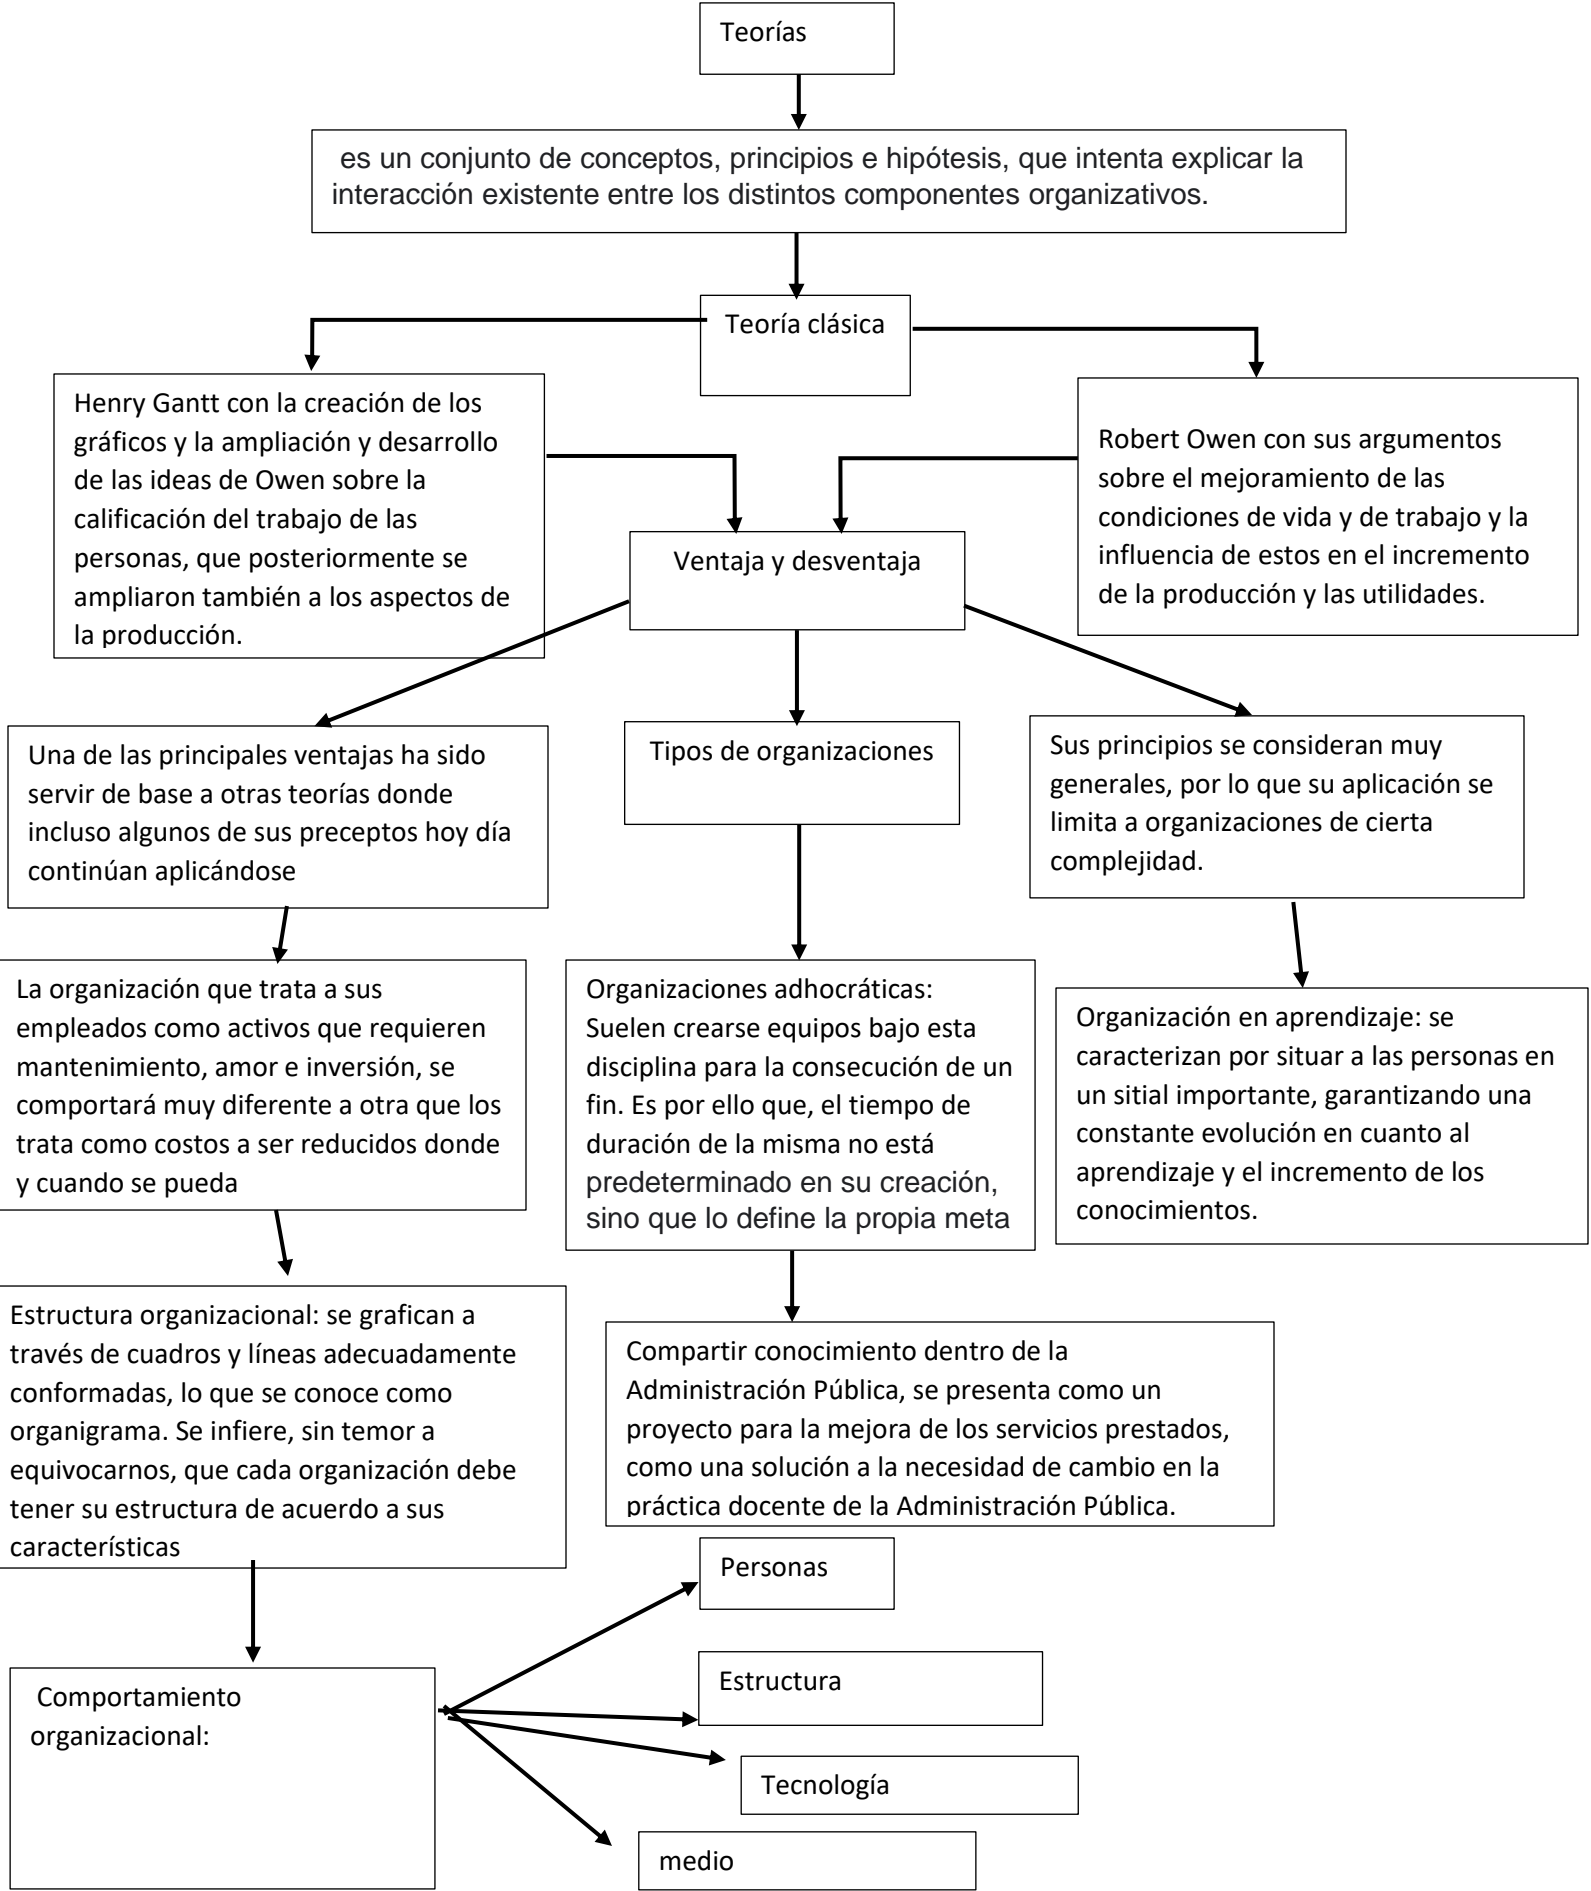 Teorías
es un conjunto de conceptos, principios e hipótesis, que intenta explicar la
interacción existente entre los distintos componentes organizativos.
Teoría clásica
Henry Gantt con la creación de los
gráficos y la ampliación y desarrollo
de las ideas de Owen sobre la
calificación del trabajo de las
personas, que posteriormente se
ampliaron también a los aspectos de
la producción.
Robert Owen con sus argumentos
sobre el mejoramiento de las
condiciones de vida y de trabajo y la
influencia de estos en el incremento
de la producción y las utilidades.
Ventaja y desventaja
Una de las principales ventajas ha sido
servir de base a otras teorías donde
incluso algunos de sus preceptos hoy día
continúan aplicándose
Tipos de organizaciones
Sus principios se consideran muy
generales, por lo que su aplicación se
limita a organizaciones de cierta
complejidad.
La organización que trata a sus
empleados como activos que requieren
mantenimiento, amor e inversión, se
comportará muy diferente a otra que los
trata como costos a ser reducidos donde
y cuando se pueda
Organizaciones adhocráticas:
Suelen crearse equipos bajo esta
disciplina para la consecución de un
fin. Es por ello que, el tiempo de
duración de la misma no está
predeterminado en su creación,
sino que lo define la propia meta
Organización en aprendizaje: se
caracterizan por situar a las personas en
un sitial importante, garantizando una
constante evolución en cuanto al
aprendizaje y el incremento de los
conocimientos.
Estructura organizacional: se grafican a
través de cuadros y líneas adecuadamente
conformadas, lo que se conoce como
organigrama. Se infiere, sin temor a
equivocarnos, que cada organización debe
tener su estructura de acuerdo a sus
características
Compartir conocimiento dentro de la
Administración Pública, se presenta como un
proyecto para la mejora de los servicios prestados,
como una solución a la necesidad de cambio en la
práctica docente de la Administración Pública.
Comportamiento
organizacional:
Personas
Estructura
Tecnología
medio